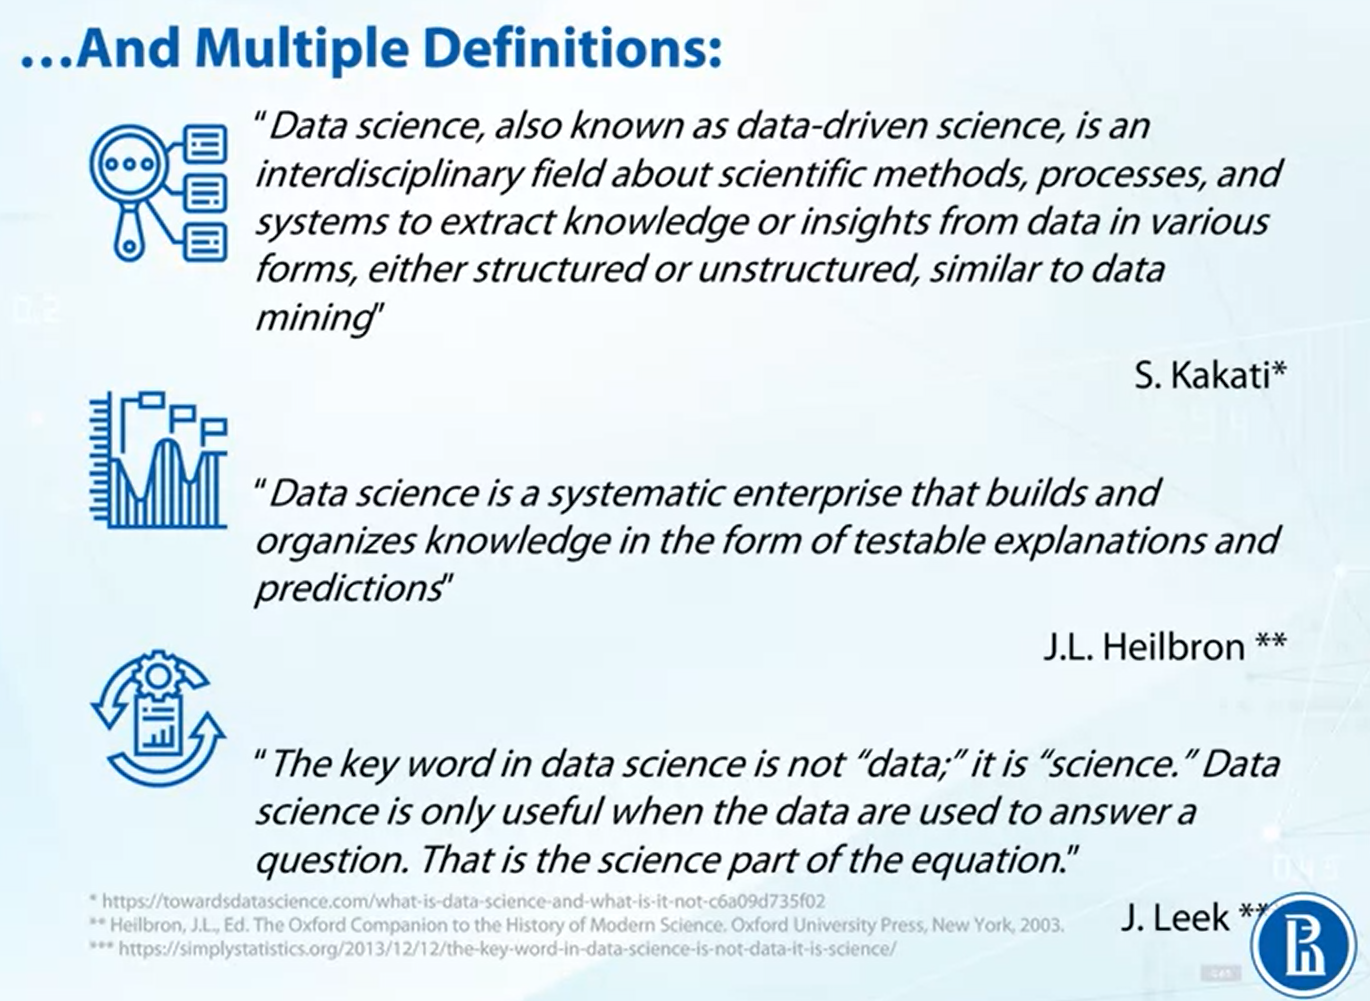 ...And Multiple Definitions:
"Data science, also known as data-driven science, is an
interdisciplinary field about scientific methods, processes, and
systems to extract knowledge or insights from data in various
forms, either structured or unstructured, similar to data
mining"
S. Kakati*
"Data science is a systematic enterprise that builds and
organizes knowledge in the form of testable explanations and
predictions"
J.L. Heilbron **
"The key word in data science is not “data;” it is “science.” Data
science is only useful when the data are used to answer a
question. That is the science part of the equation."
J. Leek **
* https://towardsdatascience.com/what-is-data-science-and-what-is-it-not-c6a09d735f02
** Heilbron, J.L., Ed. The Oxford Companion to the History of Modern Science. Oxford University Press, New York, 2003.
*** https://simplystatistics.org/2013/12/12/the-key-word-in-data-science-is-not-data-it-is-science/